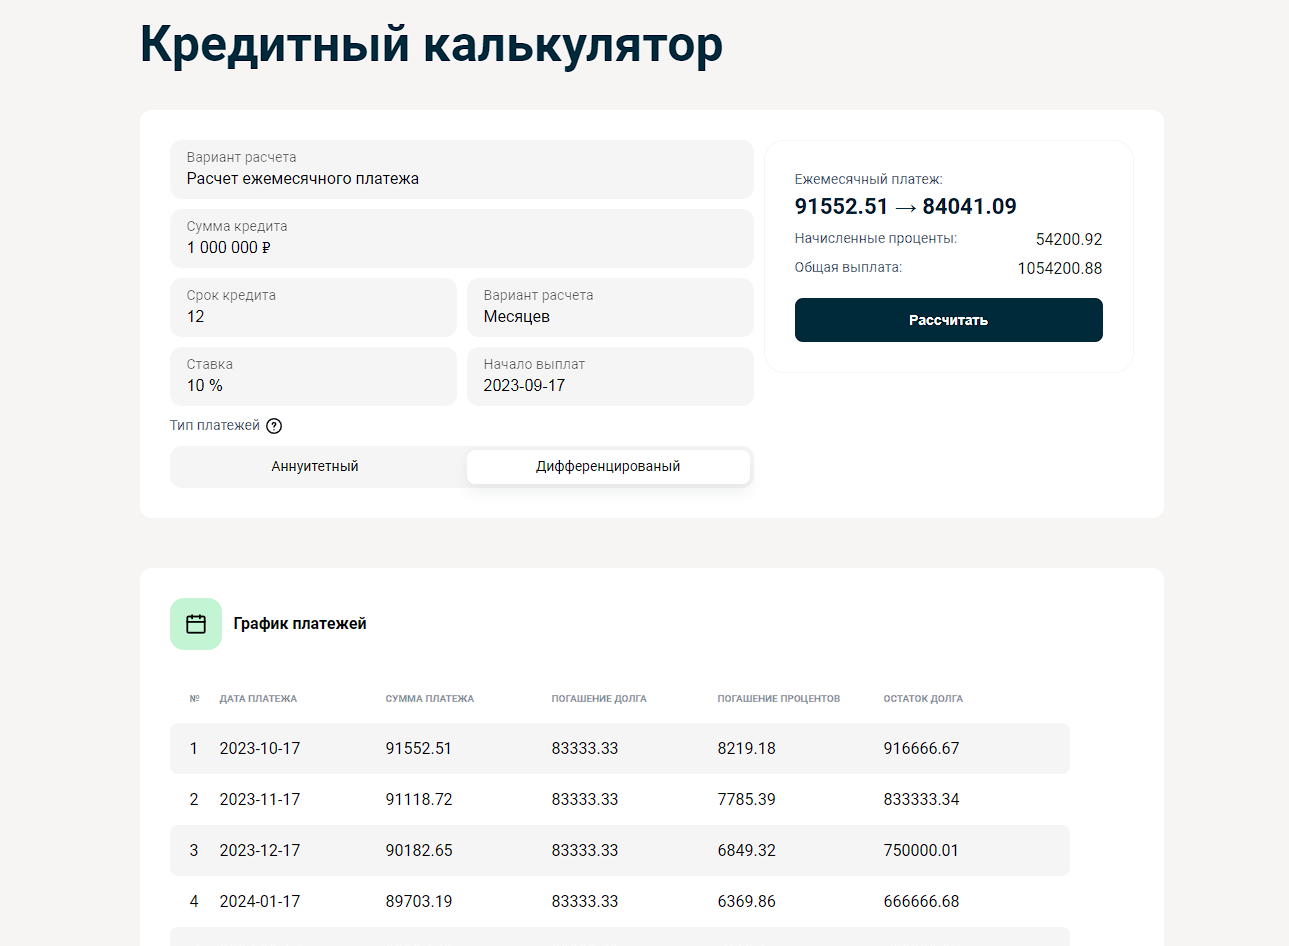 Кредитный калькулятор
Вариант расчета
Расчет ежемесячного платежа
Сумма кредита
1 000 000 ₽
Срок кредита
12
Вариант расчета
Месяцев
Ставка
10 %
Начало выплат
2023-09-17
Тип платежей ?
Аннуитетный
Дифференцированый
Ежемесячный платеж:
91552.51 → 84041.09
Начисленные проценты: 54200.92
Общая выплата: 1054200.88
Рассчитать
График платежей
№ ДАТА ПЛАТЕЖА СУММА ПЛАТЕЖА ПОГАШЕНИЕ ДОЛГА ПОГАШЕНИЕ ПРОЦЕНТОВ ОСТАТОК ДОЛГА
1 2023-10-17 91552.51 83333.33 8219.18 916666.67
2 2023-11-17 91118.72 83333.33 7785.39 833333.34
3 2023-12-17 90182.65 83333.33 6849.32 750000.01
4 2024-01-17 89703.19 83333.33 6369.86 666666.68